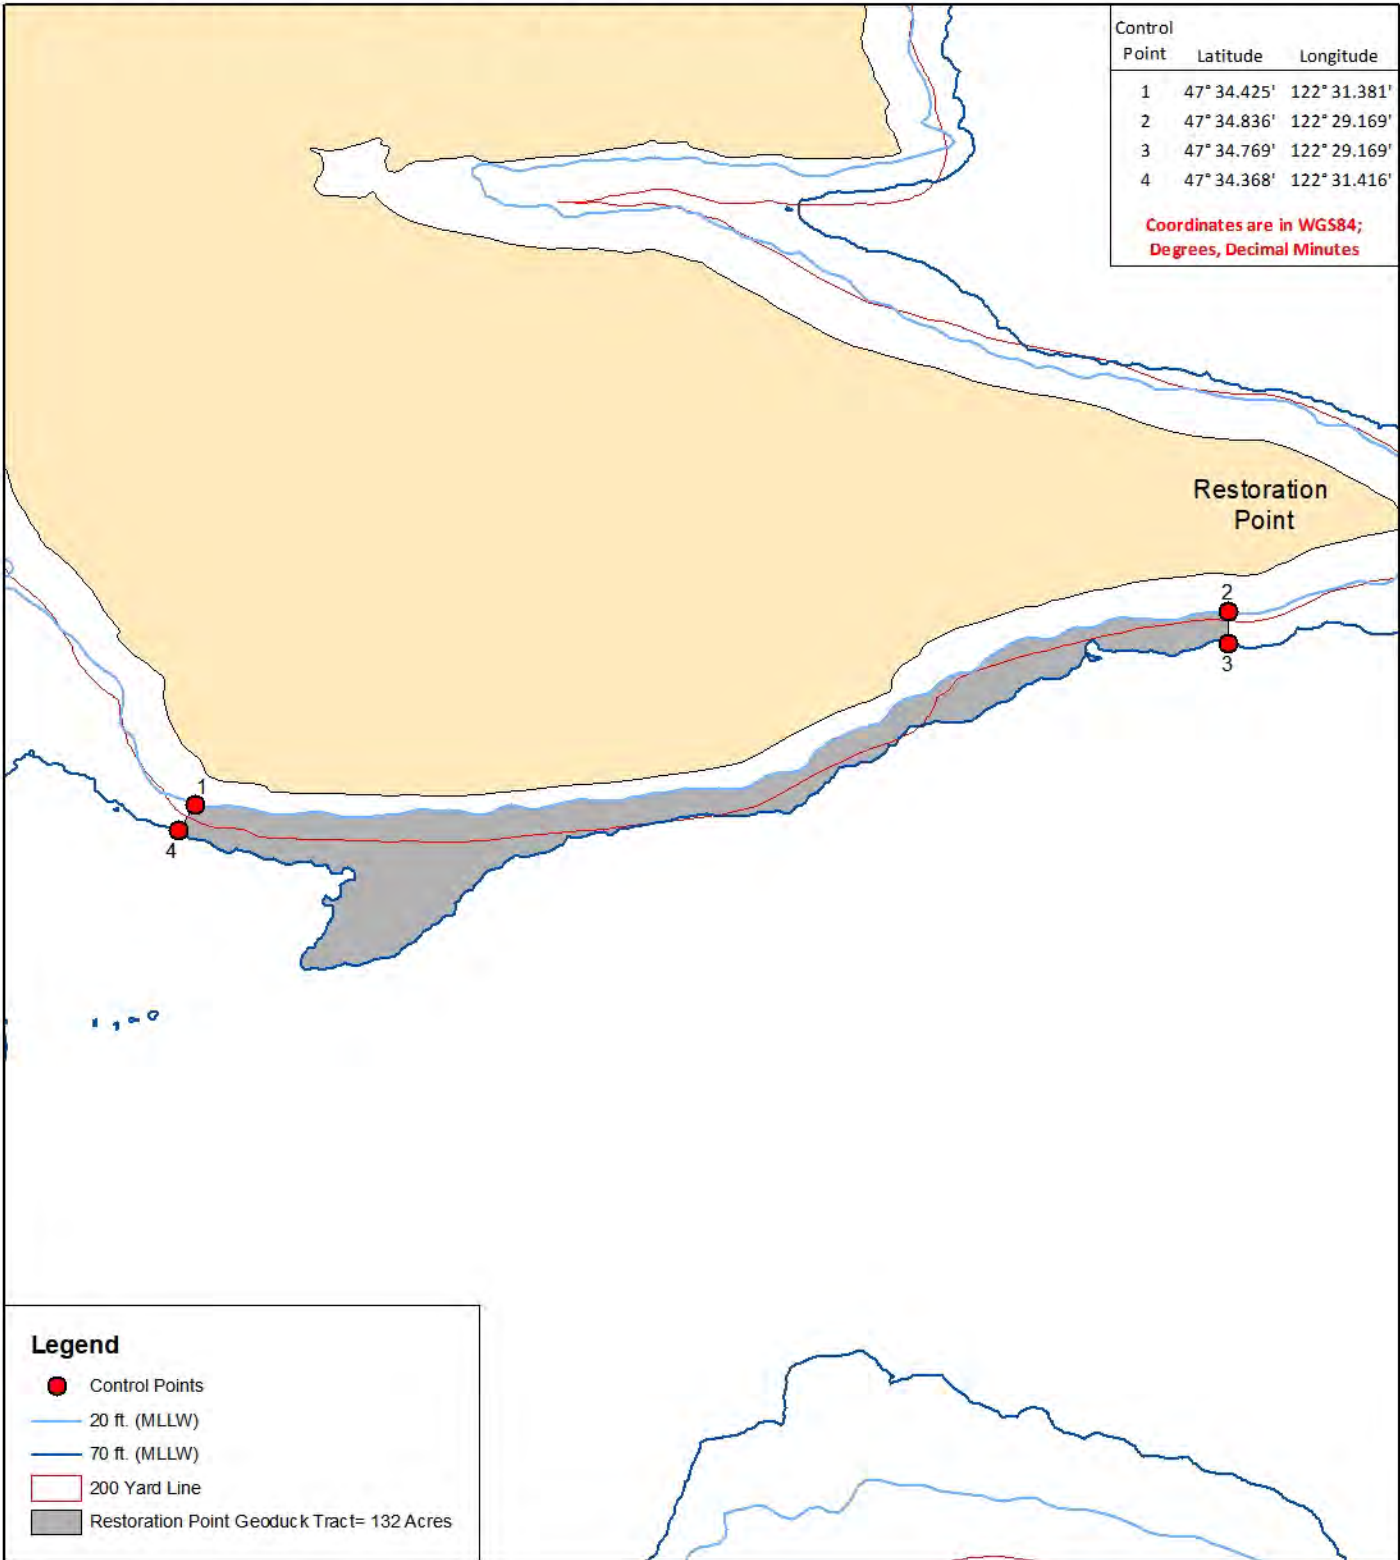 Control
Point Latitude Longitude
1 47° 34.425' 122° 31.381'
2 47° 34.836' 122° 29.169'
3 47° 34.769' 122° 29.169'
4 47° 34.368' 122° 31.416'
Coordinates are in WGS84;
Degrees, Decimal Minutes
Restoration
Point
2
3
1
4
Legend
Control Points
20 ft. (MLLW)
70 ft. (MLLW)
200 Yard Line
Restoration Point Geoduck Tract= 132 Acres